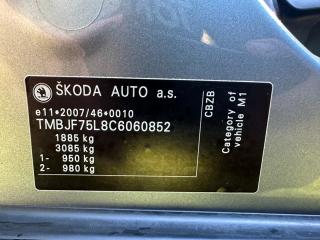 ŠKODA AUTO a.s.
e11*2007/46*0010
TMBJF75L8C6060852
1885 kg
3085 kg
1- 950 kg
2- 980 kg
CBZB
Category of
vehicle M1